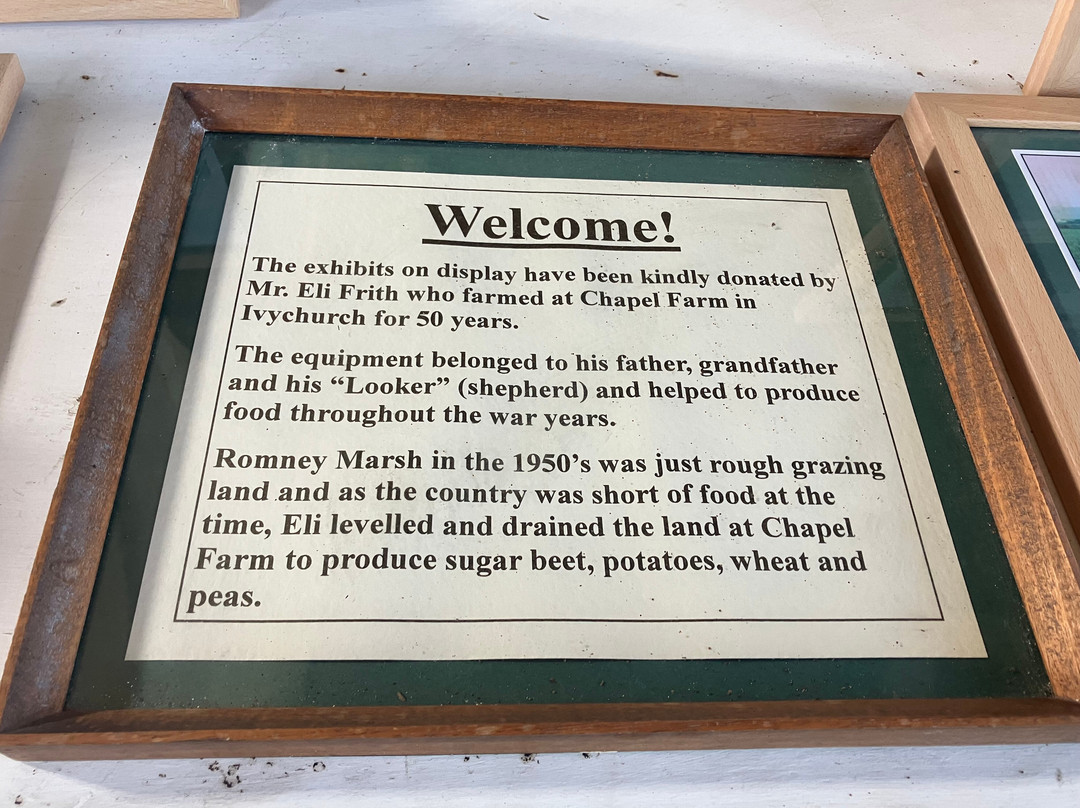 Welcome!
The exhibits on display have been kindly donated by
Mr. Eli Frith who farmed at Chapel Farm in
Ivychurch for 50 years.
The equipment belonged to his father, grandfather
and his “Looker” (shepherd) and helped to produce
food throughout the war years.
Romney Marsh in the 1950’s was just rough grazing
land and as the country was short of food at the
time, Eli levelled and drained the land at Chapel
Farm to produce sugar beet, potatoes, wheat and
peas.